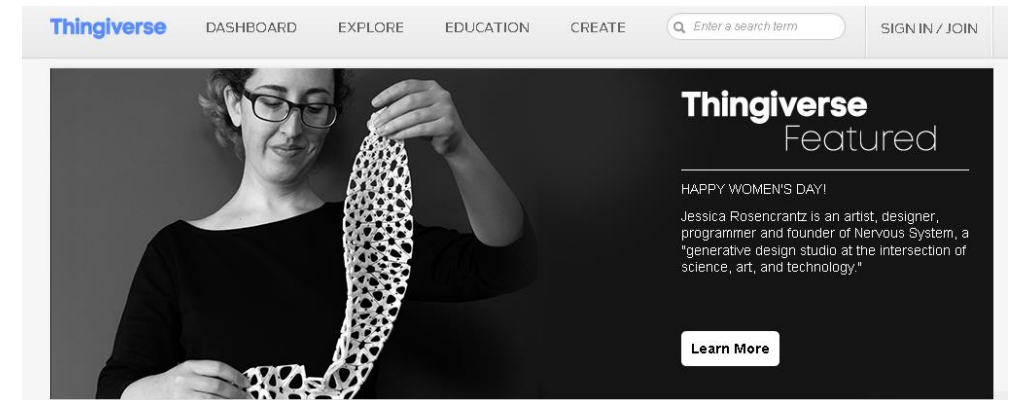 Thingiverse DASHBOARD EXPLORE EDUCATION CREATE Enter a search term SIGN IN / JOIN
Thingiverse
Featured
HAPPY WOMEN'S DAY!
Jessica Rosencrantz is an artist, designer,
programmer and founder of Nervous System, a
"generative design studio at the intersection of
science, art, and technology."
Learn More